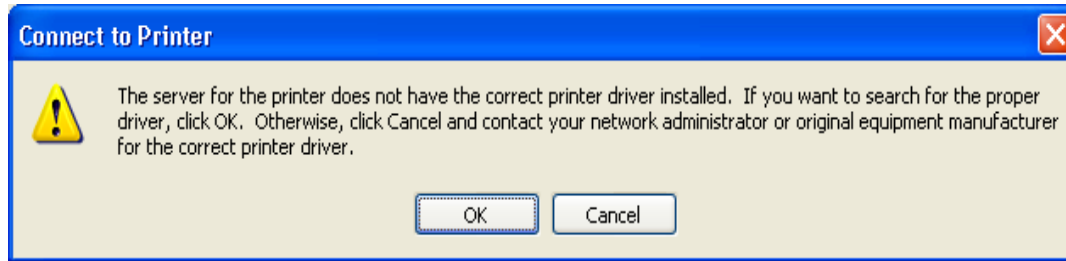 Connect to Printer
The server for the printer does not have the correct printer driver installed.  If you want to search for the proper
driver, click OK.  Otherwise, click Cancel and contact your network administrator or original equipment manufacturer
for the correct printer driver.
OK
Cancel